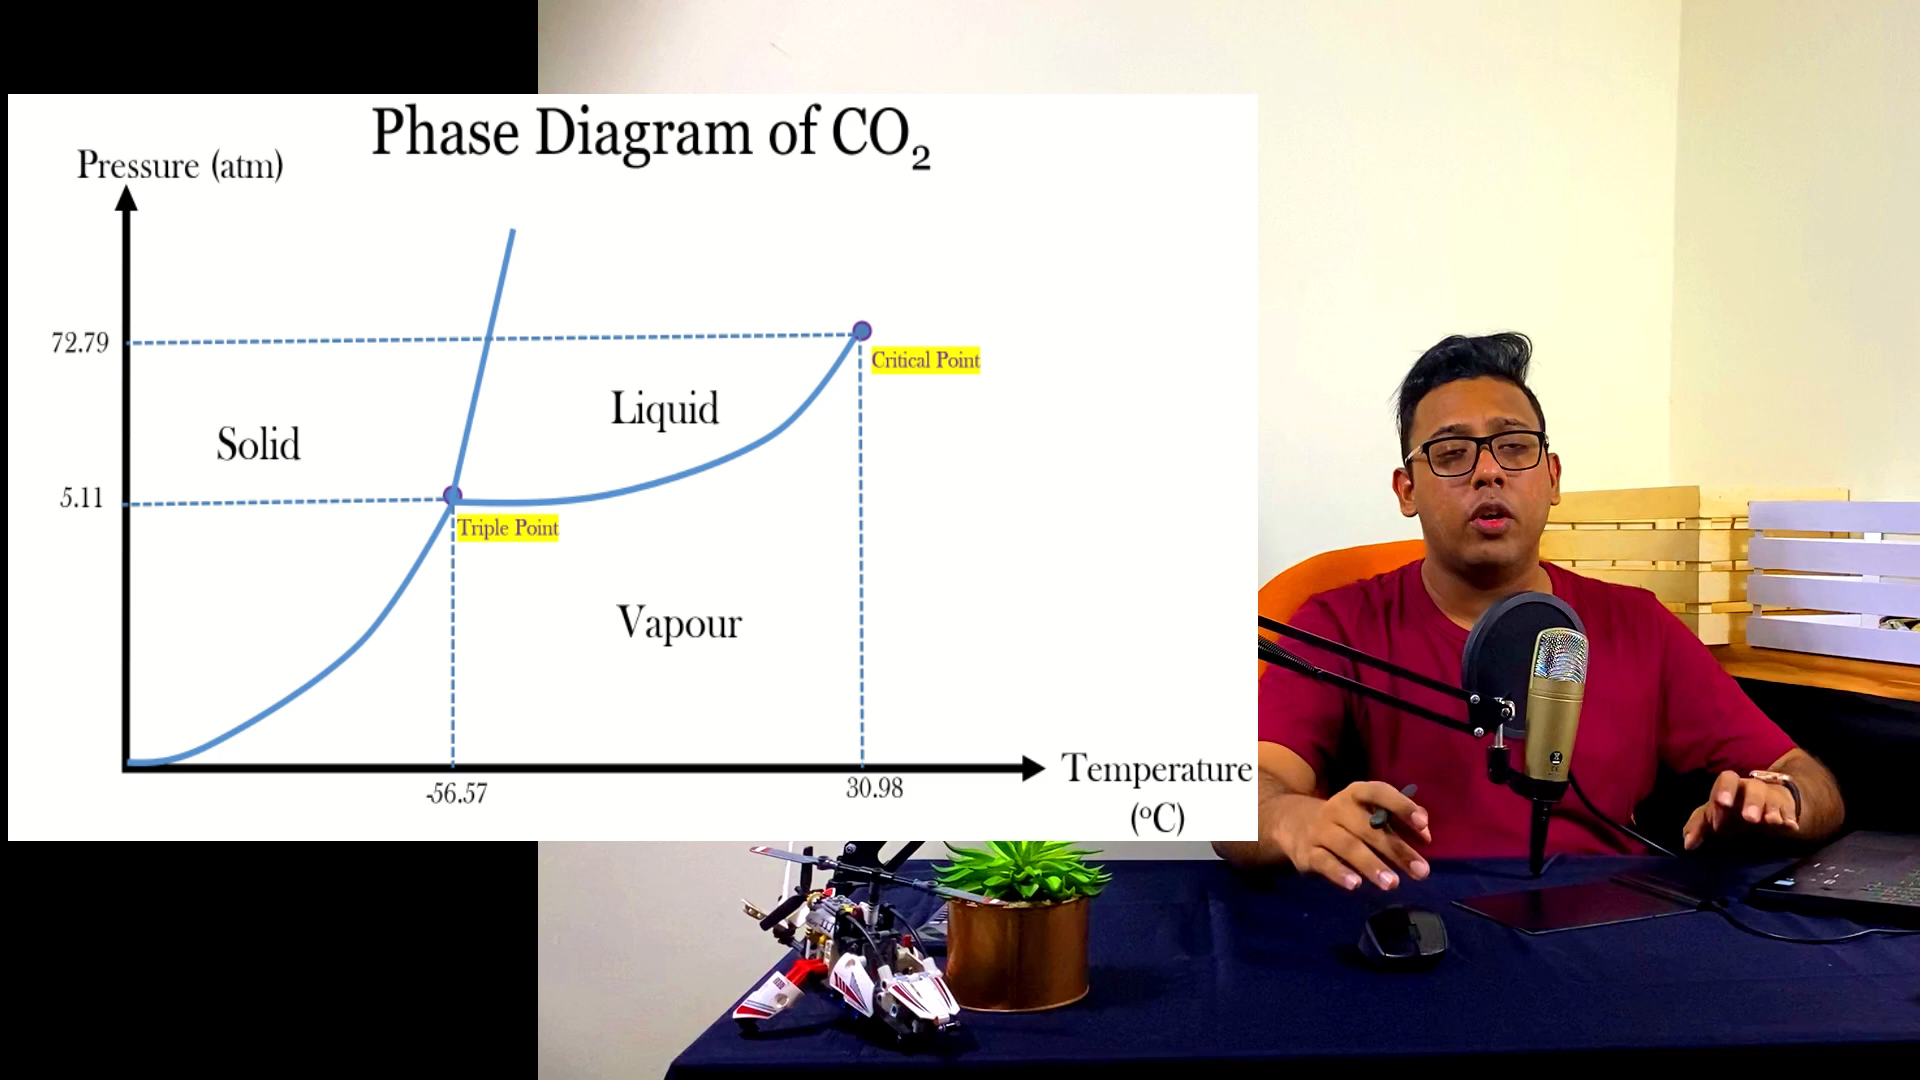 Phase Diagram of CO₂
Pressure (atm)
72.79
Critical Point
Liquid
Solid
5.11
Triple Point
Vapour
Temperature
(°C)
-56.57
30.98